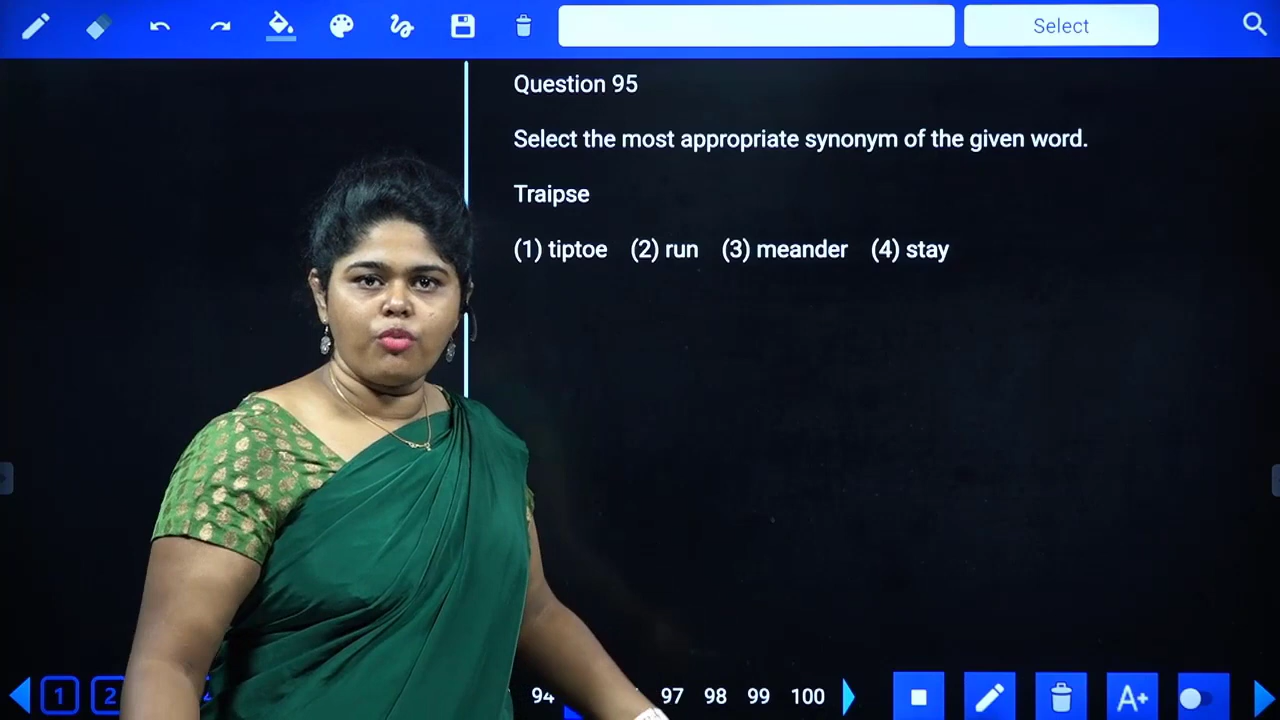 Select
Question 95
Select the most appropriate synonym of the given word.
Traipse
(1) tiptoe (2) run (3) meander (4) stay
1 2 94 97 98 99 100 A+